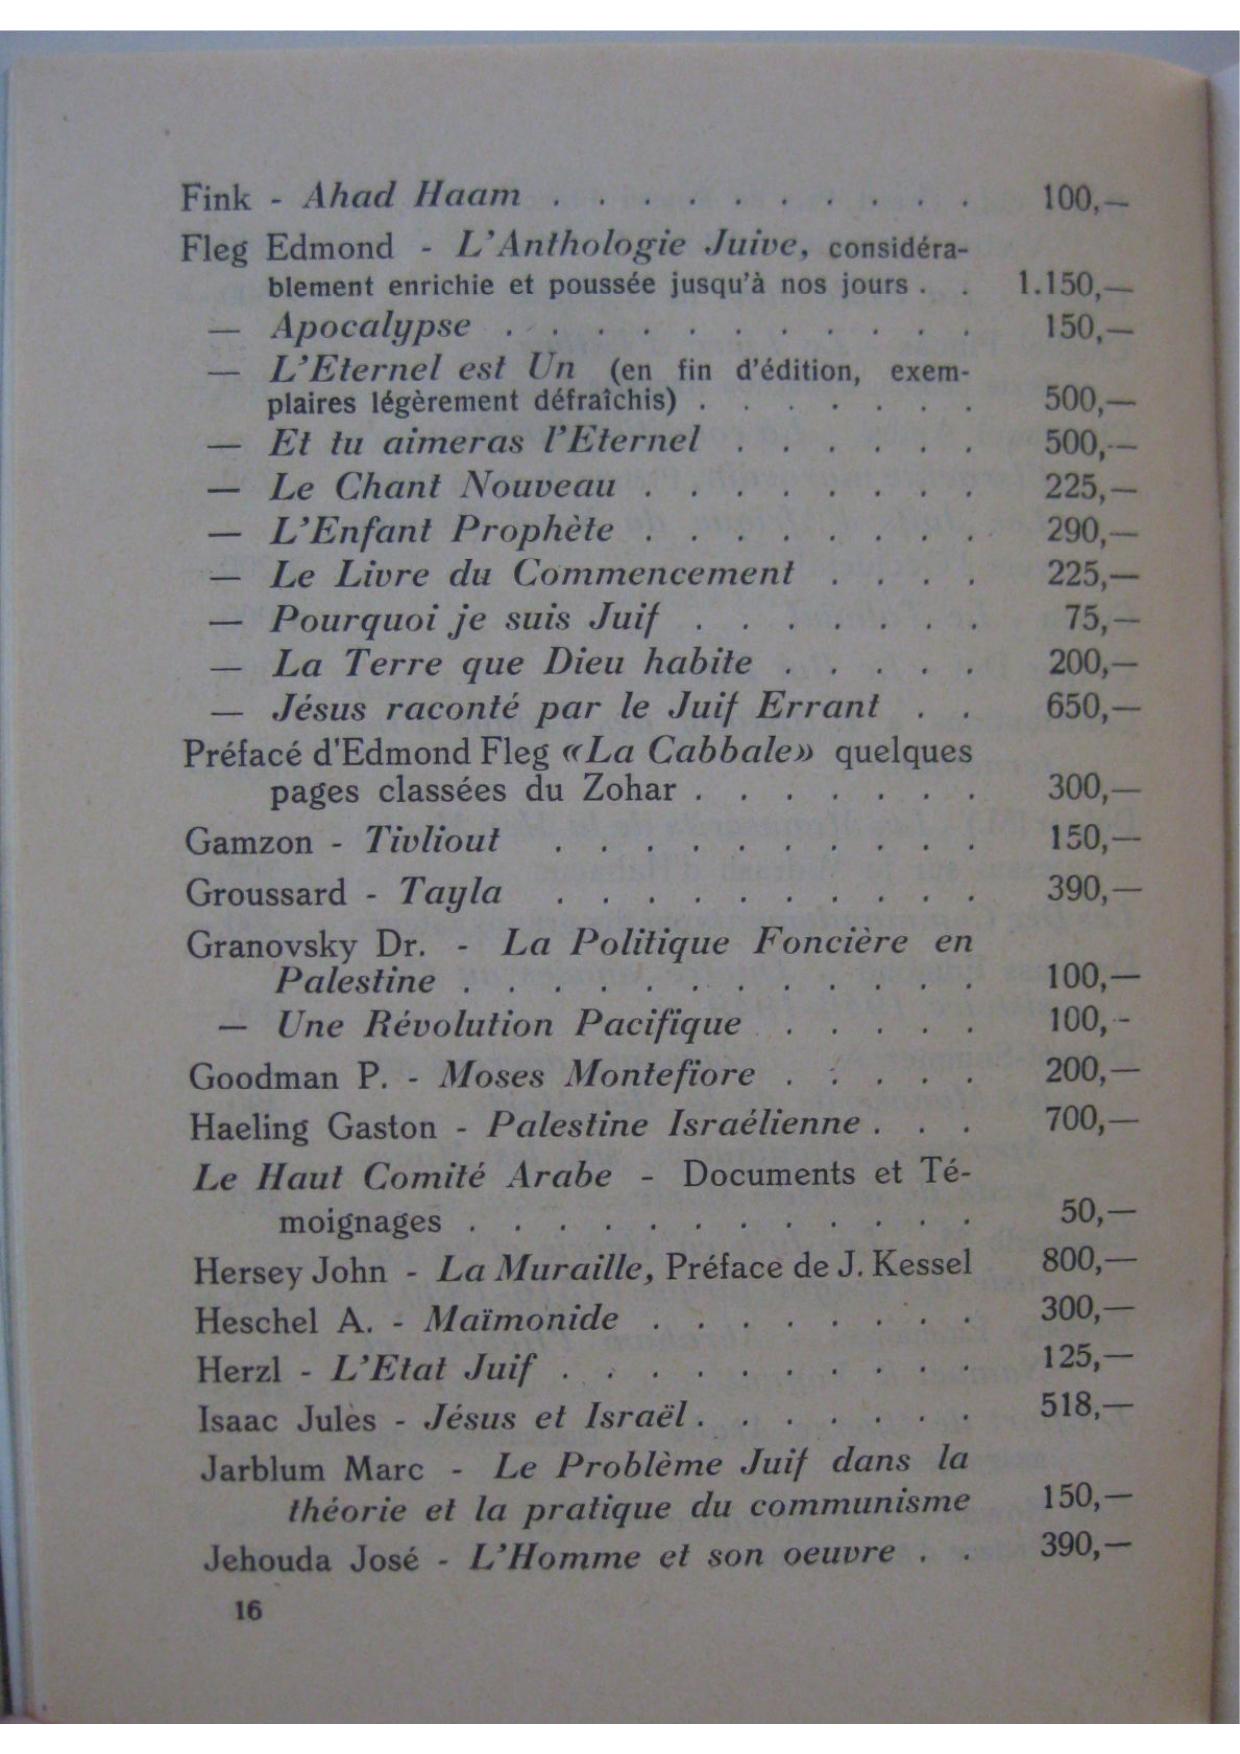 Fink - Ahad Haam . . . . . . . . . . 100,—
Fleg Edmond - L'Anthologie Juive, considéra-
blement enrichie et poussée jusqu'à nos jours . . 1.150,—
— Apocalypse . . . . . . . . . . . 150,—
— L'Eternel est Un (en fin d'édition, exem-
plaires légèrement défraîchis) . . . . . . . 500,—
— Et tu aimeras l'Eternel . . . . . . 500,—
— Le Chant Nouveau . . . . . . . . 225,—
— L'Enfant Prophète . . . . . . . . 290,—
— Le Livre du Commencement . . . . 225,—
— Pourquoi je suis Juif . . . . . . . 75,—
— La Terre que Dieu habite . . . . . 200,—
— Jésus raconté par le Juif Errant . . 650,—
Préfacé d'Edmond Fleg «La Cabbale» quelques
pages classées du Zohar . . . . . . . 300,—
Gamzon - Tivliout . . . . . . . . . . 150,—
Groussard - Tayla . . . . . . . . . . 390,—
Granovsky Dr. - La Politique Foncière en
Palestine . . . . . . . . . . . . 100,—
— Une Révolution Pacifique . . . . . 100,-
Goodman P. - Moses Montefiore . . . . . 200,—
Haeling Gaston - Palestine Israélienne . . . 700,—
Le Haut Comité Arabe - Documents et Té-
moignages . . . . . . . . . . . . 50,—
Hersey John - La Muraille, Préface de J. Kessel 800,—
Heschel A. - Maïmonide . . . . . . . . 300,—
Herzl - L'Etat Juif . . . . . . . . . . 125,—
Isaac Jules - Jésus et Israël . . . . . . . 518,—
Jarblum Marc - Le Problème Juif dans la
théorie et la pratique du communisme 150,—
Jehouda José - L'Homme et son oeuvre . . 390,—
16